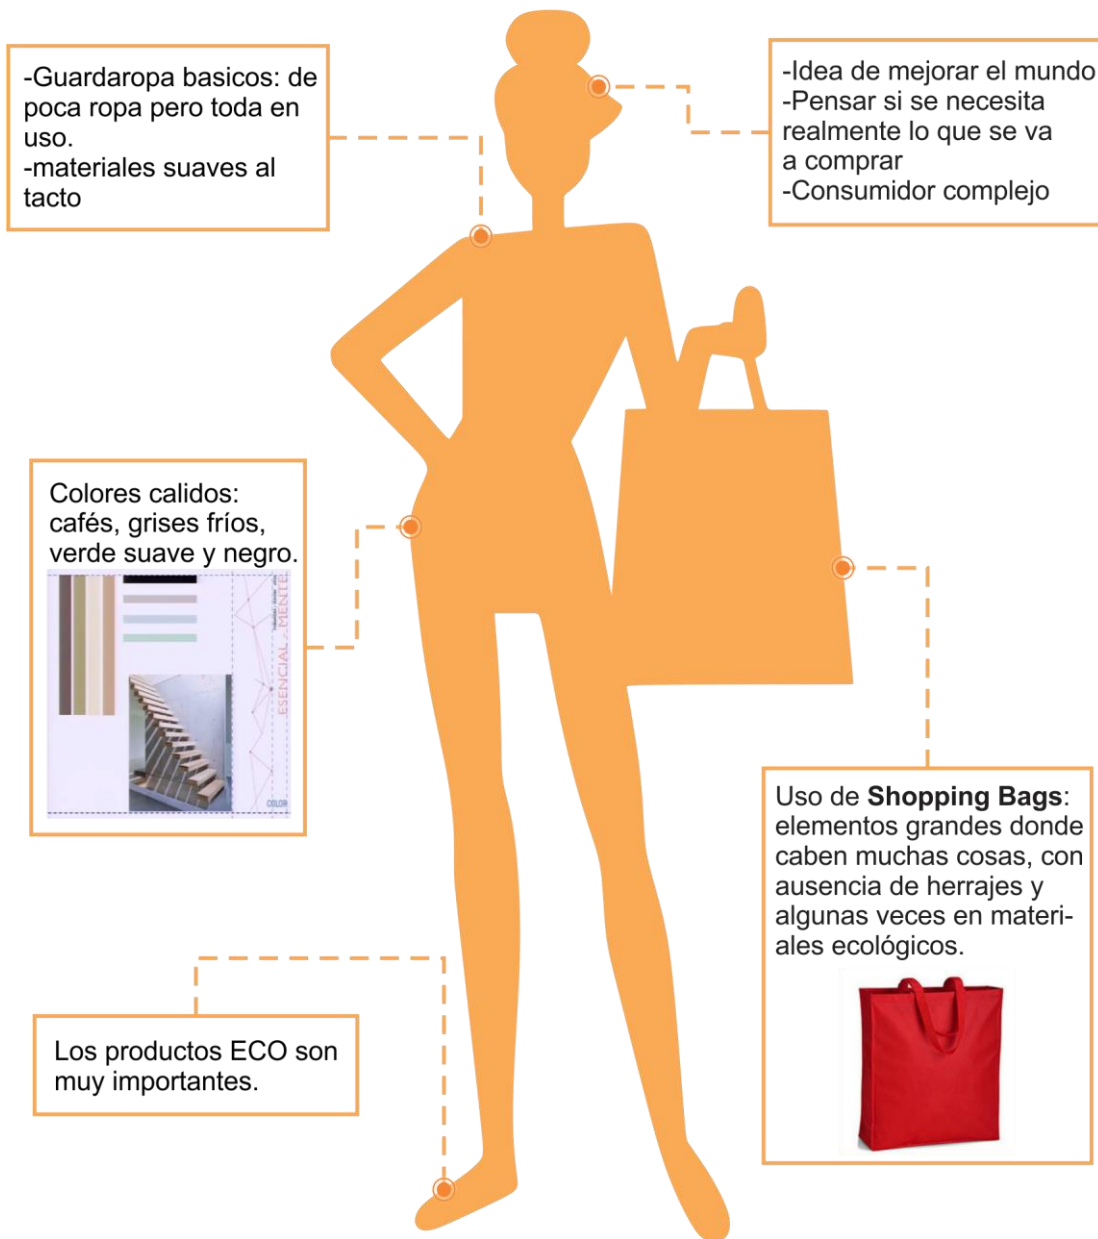 -Guardaropa basicos: de
poca ropa pero toda en
uso.
-materiales suaves al
tacto
-Idea de mejorar el mundo
-Pensar si se necesita
realmente lo que se va
a comprar
-Consumidor complejo
Colores calidos:
cafés, grises fríos,
verde suave y negro.
ESENCIAL
MENTE
COLOR
Uso de Shopping Bags:
elementos grandes donde
caben muchas cosas, con
ausencia de herrajes y
algunas veces en materi-
ales ecológicos.
Los productos ECO son
muy importantes.